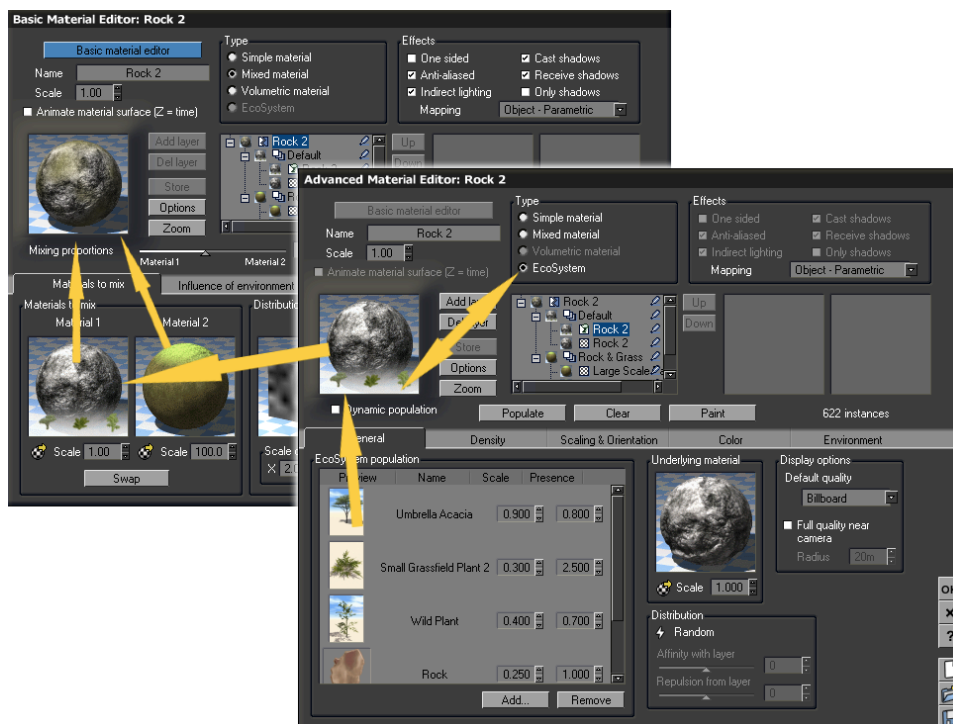 Basic Material Editor: Rock 2
Basic material editor
Name Rock 2
Scale 1.00
Animate material surface (Z = time)
Type
Simple material
Mixed material
Volumetric material
EcoSystem
Effects
One sided
Cast shadows
Anti-aliased
Receive shadows
Indirect lighting
Only shadows
Mapping Object - Parametric
Add layer
Del layer
Store
Options
Zoom
Rock 2
Default
Up
Down
Mixing proportions
Material 1
Material 2
Materials to mix
Influence of environment
Materials to mix
Material 1
Material 2
Scale 1.00
Scale 100.0
Swap
Advanced Material Editor: Rock 2
Basic material editor
Name Rock 2
Scale 1.00
Animate material surface (Z = time)
Type
Simple material
Mixed material
Volumetric material
EcoSystem
Effects
One sided
Cast shadows
Anti-aliased
Receive shadows
Indirect lighting
Only shadows
Mapping Object - Parametric
Add layer
Del layer
Store
Options
Zoom
Rock 2
Default
Rock 2
Rock 2
Rock & Grass
Up
Down
Dynamic population
Populate
Clear
Paint
622 instances
General
Density
Scaling & Orientation
Color
Environment
EcoSystem population
Preview Name Scale Presence
Umbrella Acacia 0.900 0.800
Small Grassfield Plant 2 0.300 2.500
Wild Plant 0.400 0.700
Rock 0.250 1.000
Add...
Remove
Underlying material
Scale 1.000
Display options
Default quality
Billboard
Full quality near
camera
Radius 20m
Distribution
Random
Affinity with layer
0
Repulsion from layer
0